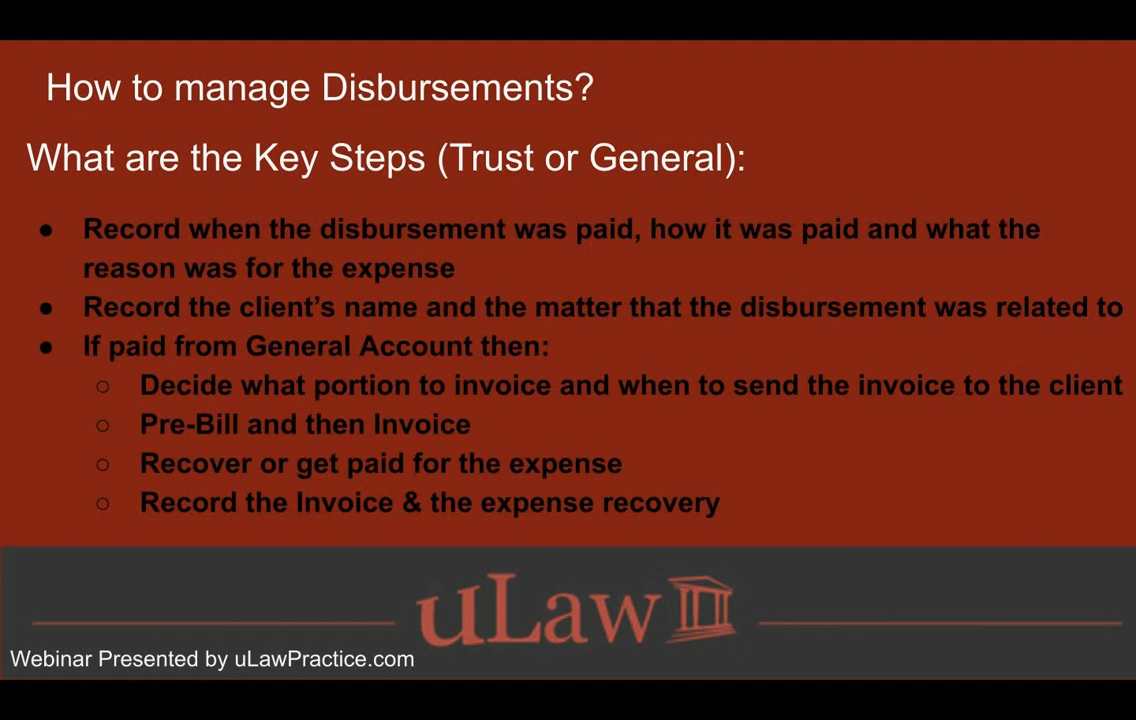 How to manage Disbursements?
What are the Key Steps (Trust or General):
● Record when the disbursement was paid, how it was paid and what the
reason was for the expense
● Record the client's name and the matter that the disbursement was related to
● If paid from General Account then:
○ Decide what portion to invoice and when to send the invoice to the client
○ Pre-Bill and then Invoice
○ Recover or get paid for the expense
○ Record the Invoice & the expense recovery
uLaw
Webinar Presented by uLawPractice.com